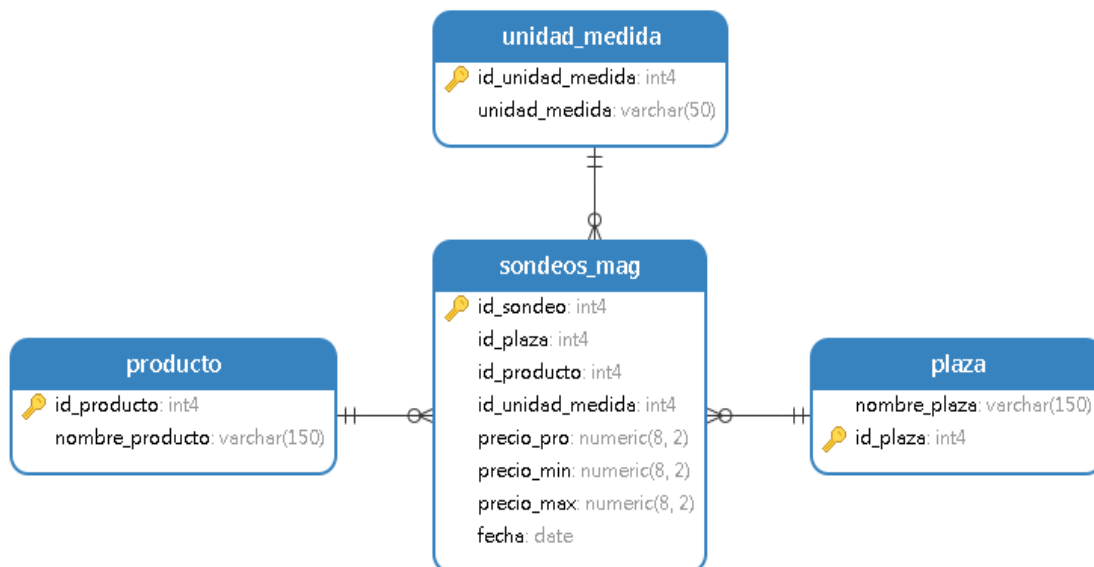 unidad_medida
id_unidad_medida: int4
unidad_medida: varchar(50)
sondeos_mag
id_sondeo: int4
id_plaza: int4
id_producto: int4
id_unidad_medida: int4
precio_pro: numeric(8, 2)
precio_min: numeric(8, 2)
precio_max: numeric(8, 2)
fecha: date
producto
id_producto: int4
nombre_producto: varchar(150)
plaza
nombre_plaza: varchar(150)
id_plaza: int4